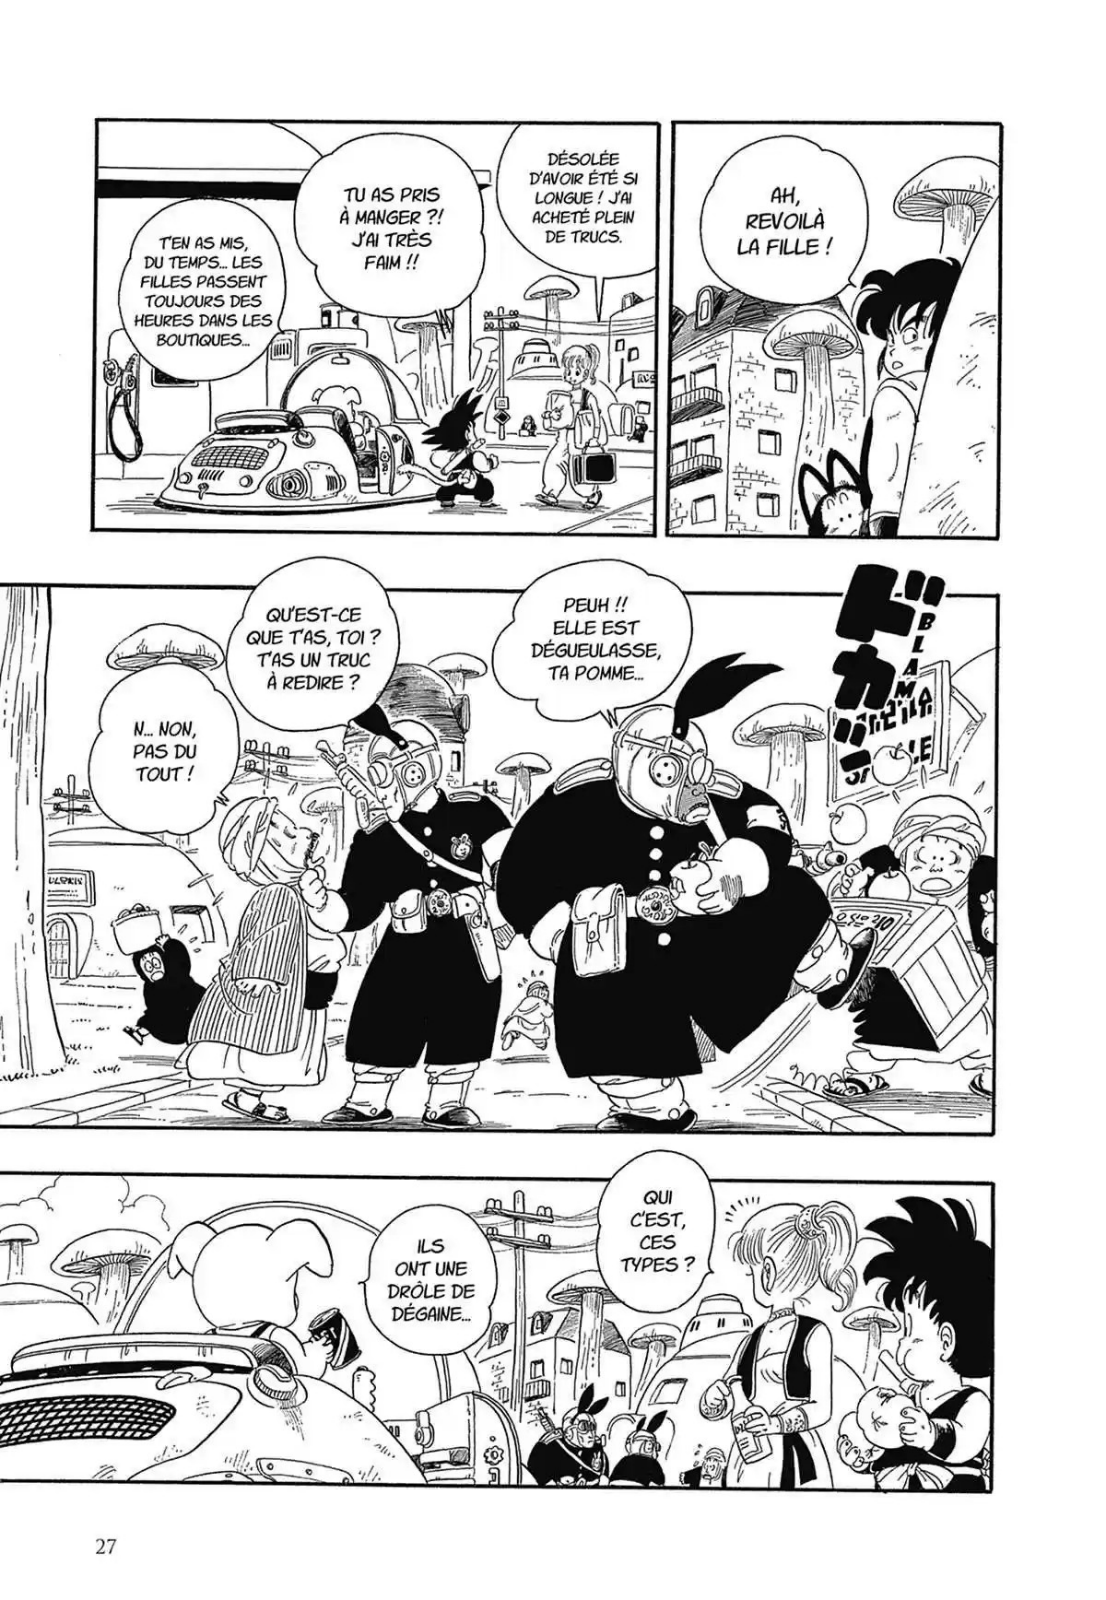 AH,
REVOILÀ
LA FILLE !
DÉSOLÉE
D'AVOIR ÉTÉ SI
LONGUE ! J'AI
ACHETÉ PLEIN
DE TRUCS.
TU AS PRIS
À MANGER ?!
J'AI TRÈS
FAIM !!
T'EN AS MIS,
DU TEMPS... LES
FILLES PASSENT
TOUJOURS DES
HEURES DANS LES
BOUTIQUES...
ドカッ
BLAM
PEUH !!
ELLE EST
DÉGUEULASSE,
TA POMME...
QU'EST-CE
QUE T'AS, TOI ?
T'AS UN TRUC
À REDIRE ?
N... NON,
PAS DU
TOUT !
QUI
C'EST,
CES
TYPES ?
ILS
ONT UNE
DRÔLE DE
DÉGAINE...
27